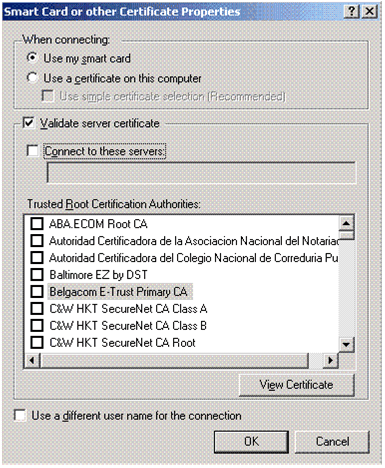 Smart Card or other Certificate Properties
When connecting:
Use my smart card
Use a certificate on this computer
Use simple certificate selection (Recommended)
Validate server certificate
Connect to these servers:
Trusted Root Certification Authorities:
ABA.ECOM Root CA
Autoridad Certificadora de la Asociacion Nacional del Notariac
Autoridad Certificadora del Colegio Nacional de Correduria Pu
Baltimore EZ by DST
Belgacom E-Trust Primary CA
C&W HKT SecureNet CA Class A
C&W HKT SecureNet CA Class B
C&W HKT SecureNet CA Root
View Certificate
Use a different user name for the connection
OK
Cancel